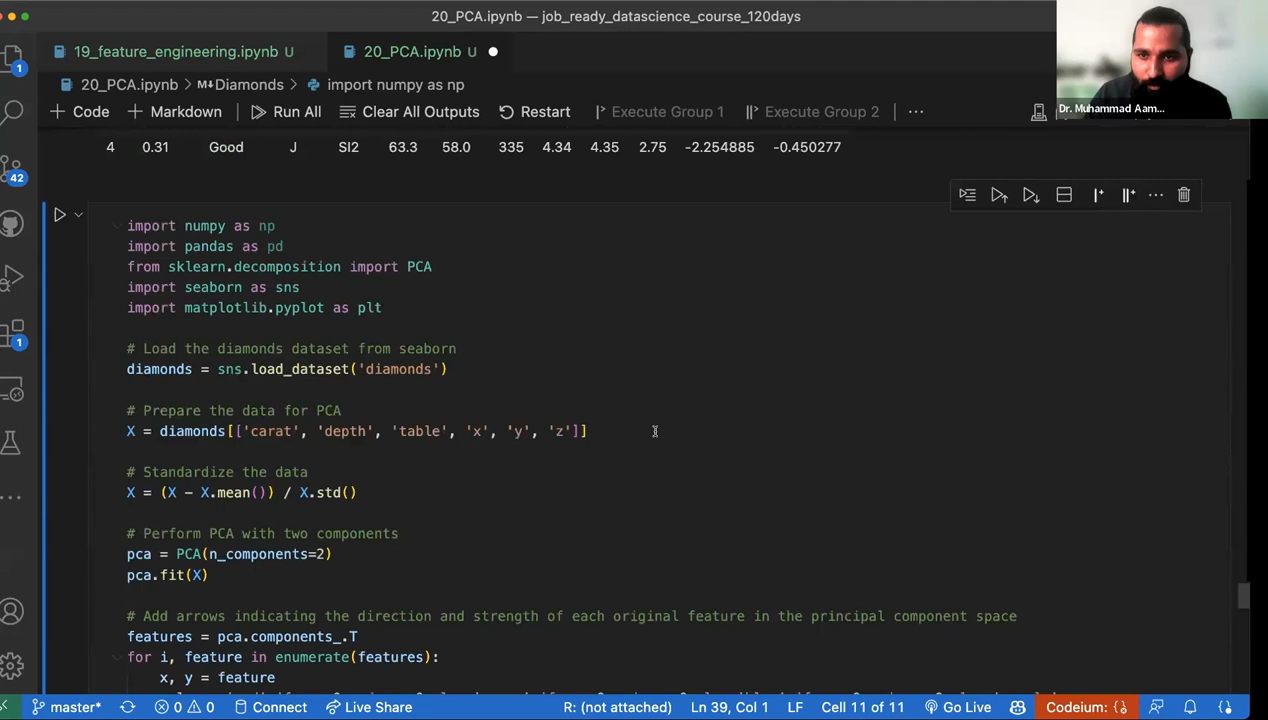 20_PCA.ipynb — job_ready_datascience_course_120days
19_feature_engineering.ipynb U
20_PCA.ipynb U
20_PCA.ipynb > M↓Diamonds > import numpy as np
+ Code + Markdown Run All Clear All Outputs Restart Execute Group 1 Execute Group 2 ...
Dr. Muhammad Aam...
4 0.31 Good J SI2 63.3 58.0 335 4.34 4.35 2.75 -2.254885 -0.450277
1
42
1
import numpy as np
import pandas as pd
from sklearn.decomposition import PCA
import seaborn as sns
import matplotlib.pyplot as plt
# Load the diamonds dataset from seaborn
diamonds = sns.load_dataset('diamonds')
# Prepare the data for PCA
X = diamonds[['carat', 'depth', 'table', 'x', 'y', 'z']]
# Standardize the data
X = (X - X.mean()) / X.std()
# Perform PCA with two components
pca = PCA(n_components=2)
pca.fit(X)
# Add arrows indicating the direction and strength of each original feature in the principal component space
features = pca.components_.T
for i, feature in enumerate(features):
x, y = feature
master* 0 0 Connect Live Share R: (not attached) Ln 39, Col 1 LF Cell 11 of 11 Go Live Codeium: {}